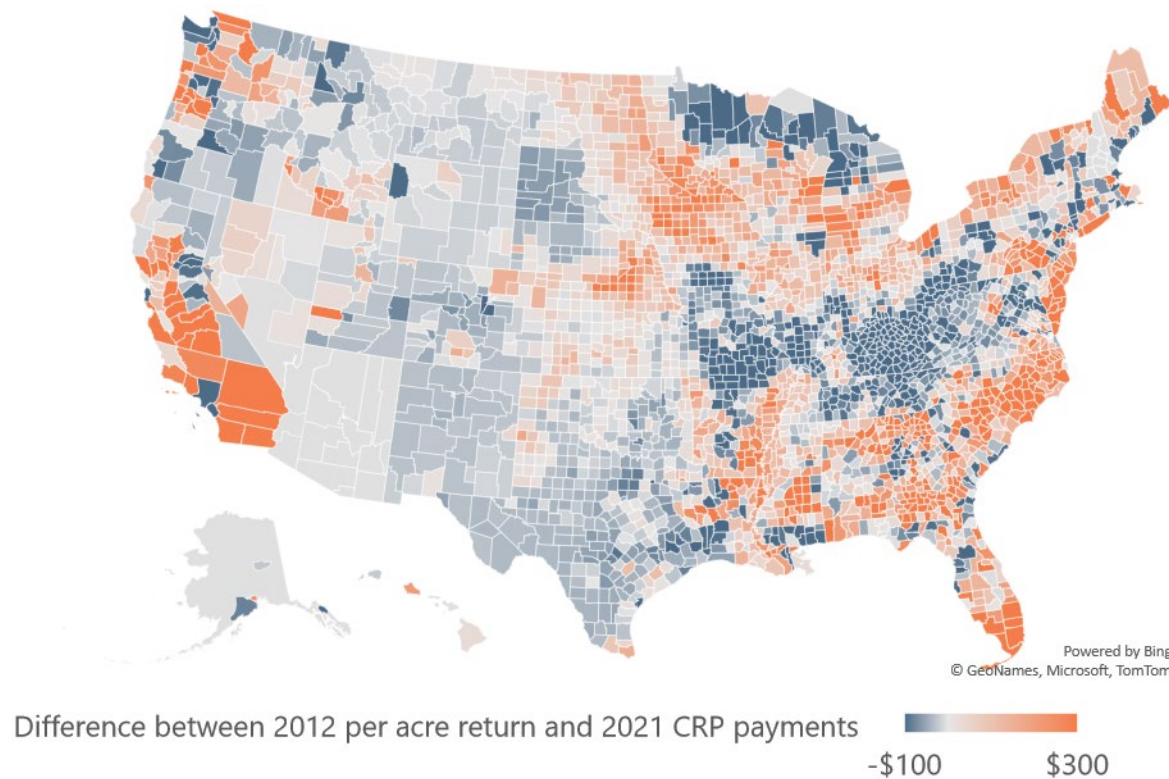 Powered by Bing
© GeoNames, Microsoft, TomTom
Difference between 2012 per acre return and 2021 CRP payments
-$100
$300